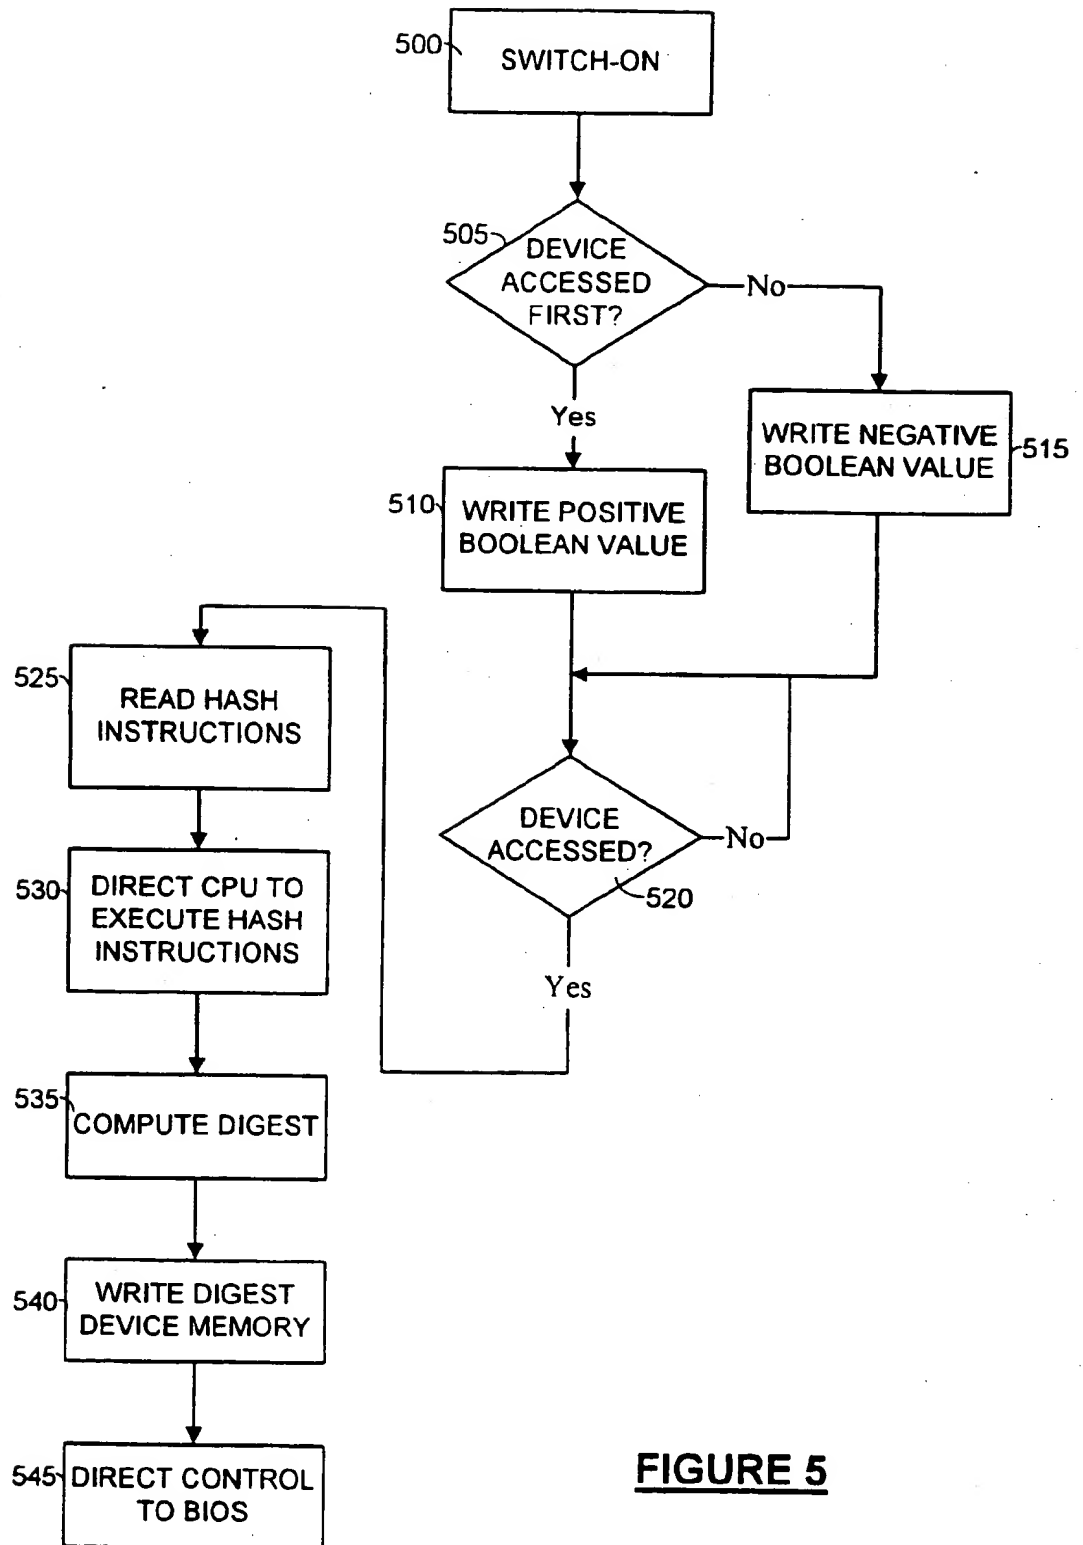 500
SWITCH-ON
505
DEVICE
ACCESSED
FIRST?
No
Yes
WRITE NEGATIVE
BOOLEAN VALUE
515
510
WRITE POSITIVE
BOOLEAN VALUE
DEVICE
ACCESSED?
No
520
Yes
525
READ HASH
INSTRUCTIONS
530
DIRECT CPU TO
EXECUTE HASH
INSTRUCTIONS
535
COMPUTE DIGEST
540
WRITE DIGEST
DEVICE MEMORY
545
DIRECT CONTROL
TO BIOS
FIGURE 5